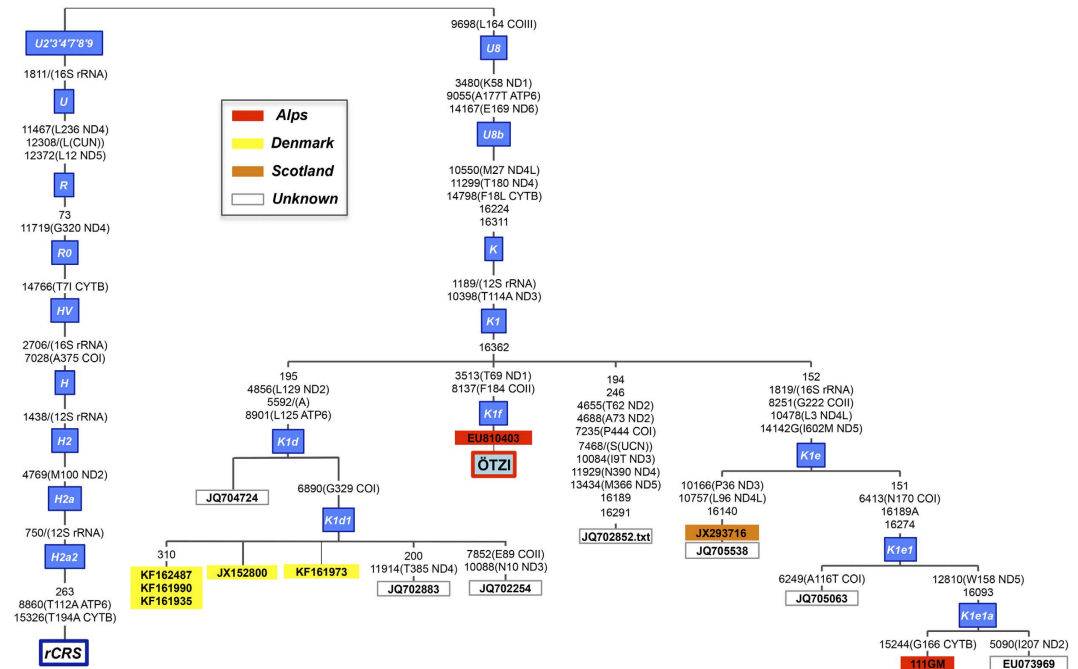 U2'3'4'7'8'9
1811/(16S rRNA)
U
11467(L236 ND4)
12308/(L(CUN))
12372(L12 ND5)
R
73
11719(G320 ND4)
R0
14766(T7I CYTB)
HV
2706/(16S rRNA)
7028(A375 COI)
H
1438/(12S rRNA)
H2
4769(M100 ND2)
H2a
750/(12S rRNA)
H2a2
263
8860(T112A ATP6)
15326(T194A CYTB)
rCRS
Alps
Denmark
Scotland
Unknown
9698(L164 COIII)
U8
3480(K58 ND1)
9055(A177T ATP6)
14167(E169 ND6)
U8b
10550(M27 ND4L)
11299(T180 ND4)
14798(F18L CYTB)
16224
16311
K
1189/(12S rRNA)
10398(T114A ND3)
K1
16362
195
4856(L129 ND2)
5592/(A)
8901(L125 ATP6)
K1d
JQ704724
6890(G329 COI)
K1d1
310
KF162487
KF161990
KF161935
JX152800
KF161973
200
11914(T385 ND4)
JQ702883
7852(E89 COII)
10088(N10 ND3)
JQ702254
3513(T69 ND1)
8137(F184 COII)
K1f
EU810403
ÖTZI
194
246
4655(T62 ND2)
4688(A73 ND2)
7235(P444 COI)
7468/(S(UCN))
10084(I9T ND3)
11929(N390 ND4)
13434(M366 ND5)
16189
16291
JQ702852.txt
152
1819/(16S rRNA)
8251(G222 COII)
10478(L3 ND4L)
14142G(I602M ND5)
K1e
10166(P36 ND3)
10757(L96 ND4L)
16140
JX293716
JQ705538
151
6413(N170 COI)
16189A
16274
K1e1
6249(A116T COI)
JQ705063
12810(W158 ND5)
16093
K1e1a
15244(G166 CYTB)
111GM
5090(I207 ND2)
EU073969